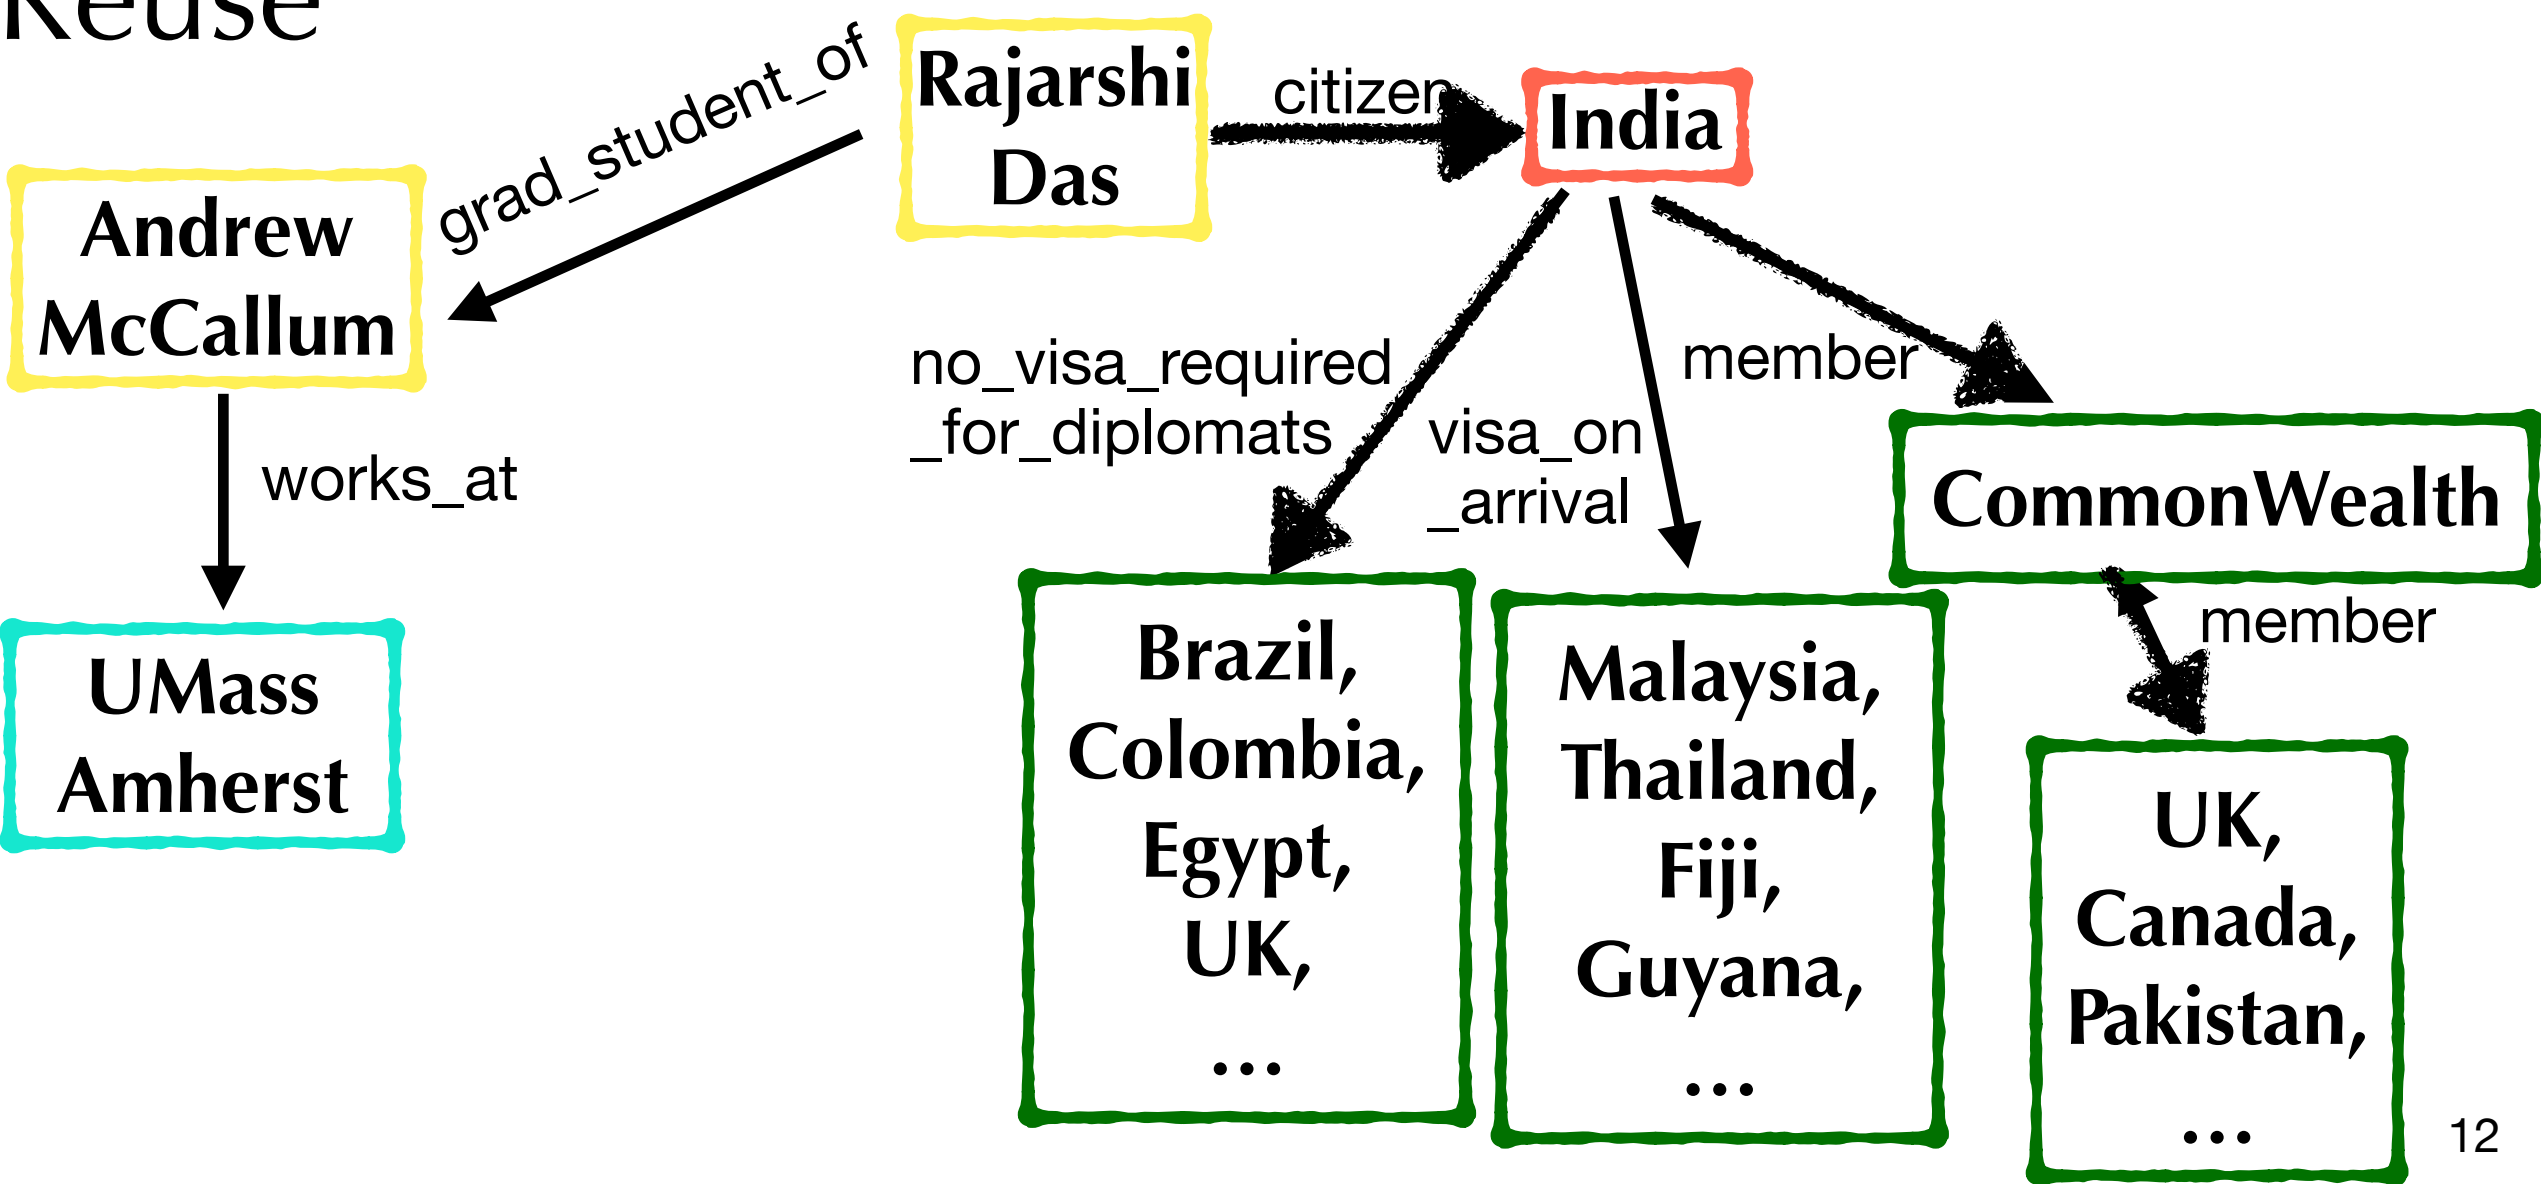 Reuse
grad_student_of
Rajarshi
Das
citizen
India
Andrew
McCallum
works_at
UMass
Amherst
no_visa_required
_for_diplomats
visa_on
_arrival
member
CommonWealth
member
Brazil,
Colombia,
Egypt,
UK,
...
Malaysia,
Thailand,
Fiji,
Guyana,
...
UK,
Canada,
Pakistan,
...
12